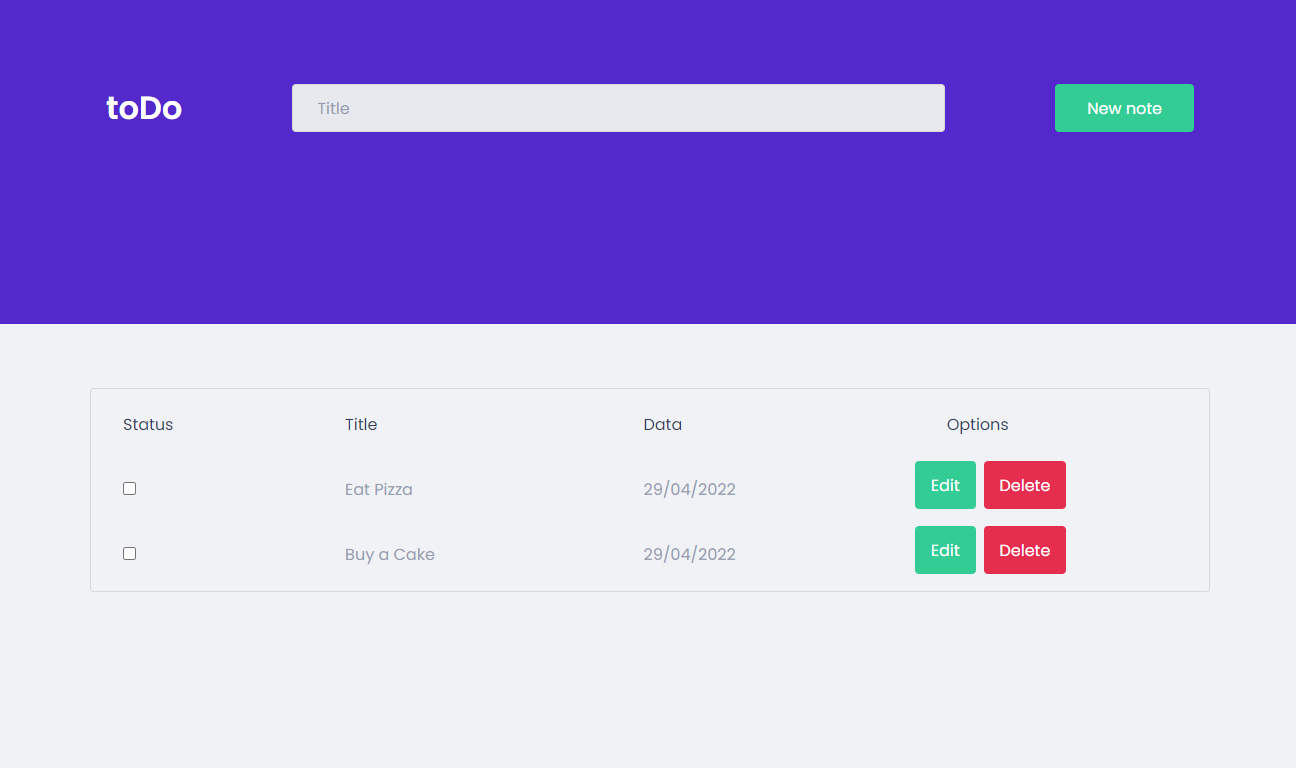 toDo Title New note
Status Title Data Options
Eat Pizza 29/04/2022 Edit Delete
Buy a Cake 29/04/2022 Edit Delete